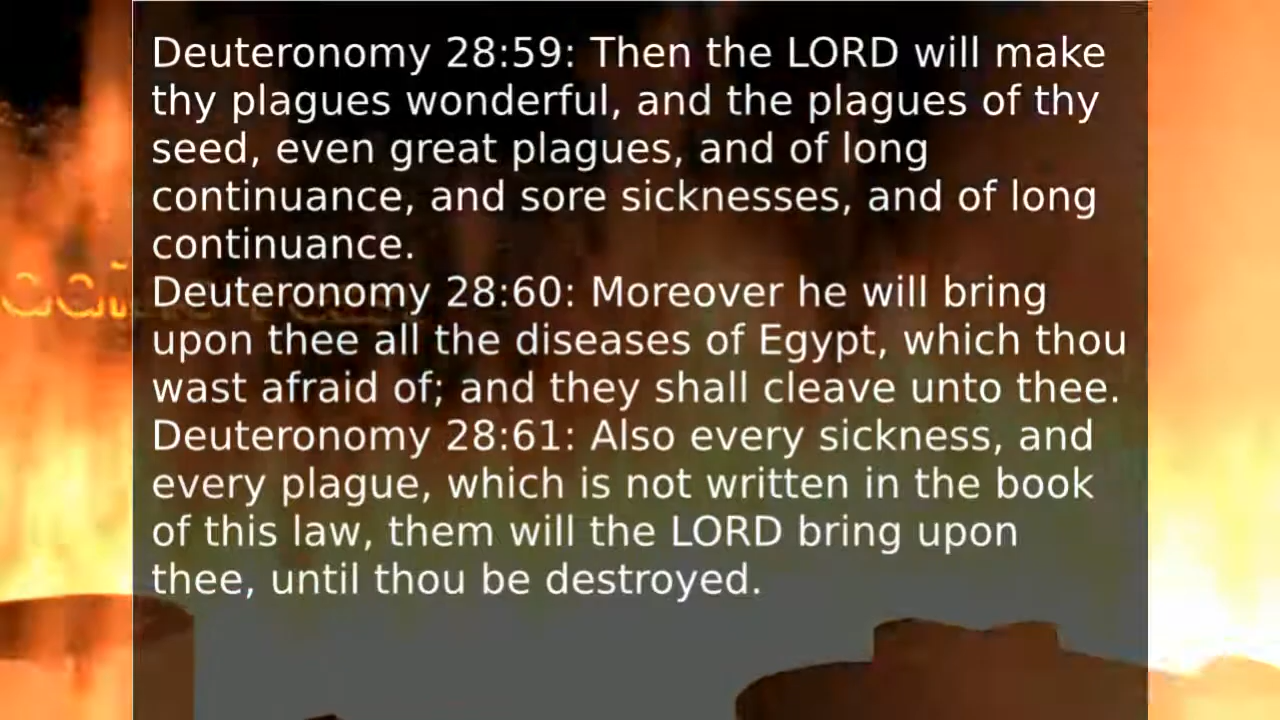 Deuteronomy 28:59: Then the LORD will make
thy plagues wonderful, and the plagues of thy
seed, even great plagues, and of long
continuance, and sore sicknesses, and of long
continuance.
Deuteronomy 28:60: Moreover he will bring
upon thee all the diseases of Egypt, which thou
wast afraid of; and they shall cleave unto thee.
Deuteronomy 28:61: Also every sickness, and
every plague, which is not written in the book
of this law, them will the LORD bring upon
thee, until thou be destroyed.